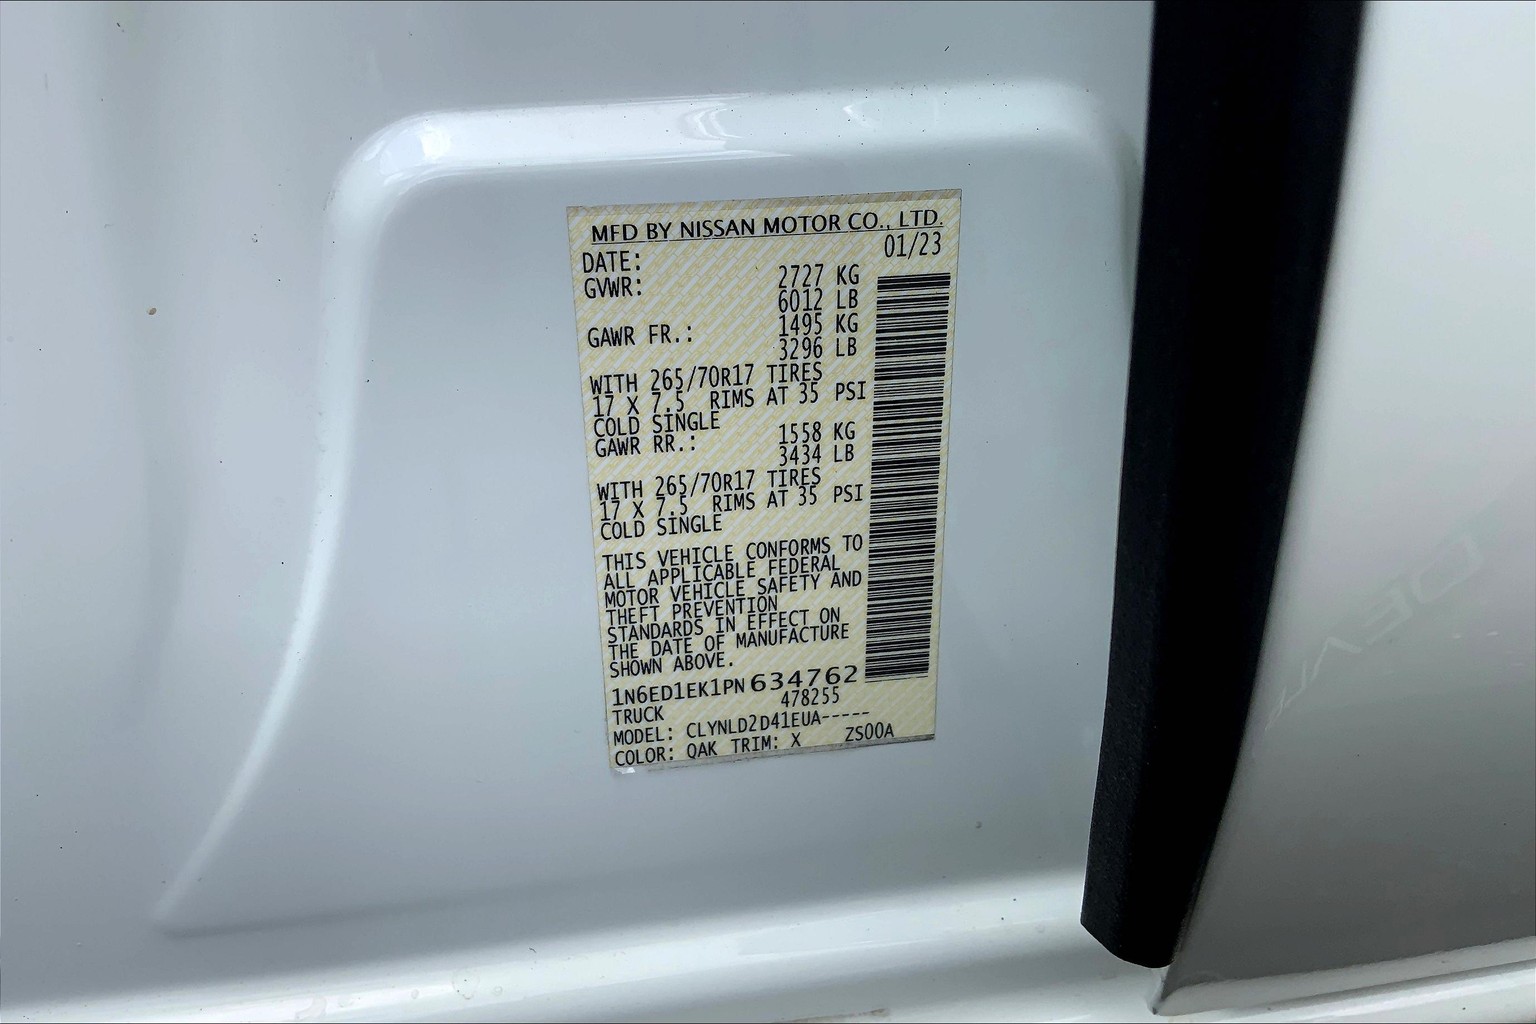 MFD BY NISSAN MOTOR CO., LTD.
DATE: 01/23
GVWR: 2727 KG
6012 LB
GAWR FR.: 1495 KG
3296 LB
WITH 265/70R17 TIRES
17 X 7.5 RIMS AT 35 PSI
COLD SINGLE
GAWR RR.: 1558 KG
3434 LB
WITH 265/70R17 TIRES
17 X 7.5 RIMS AT 35 PSI
COLD SINGLE
THIS VEHICLE CONFORMS TO
ALL APPLICABLE FEDERAL
MOTOR VEHICLE SAFETY AND
THEFT PREVENTION
STANDARDS IN EFFECT ON
THE DATE OF MANUFACTURE
SHOWN ABOVE.
1N6ED1EK1PN634762
TRUCK 478255
MODEL: CLYNLD2D41EUA-----
COLOR: QAK TRIM: X ZS00A